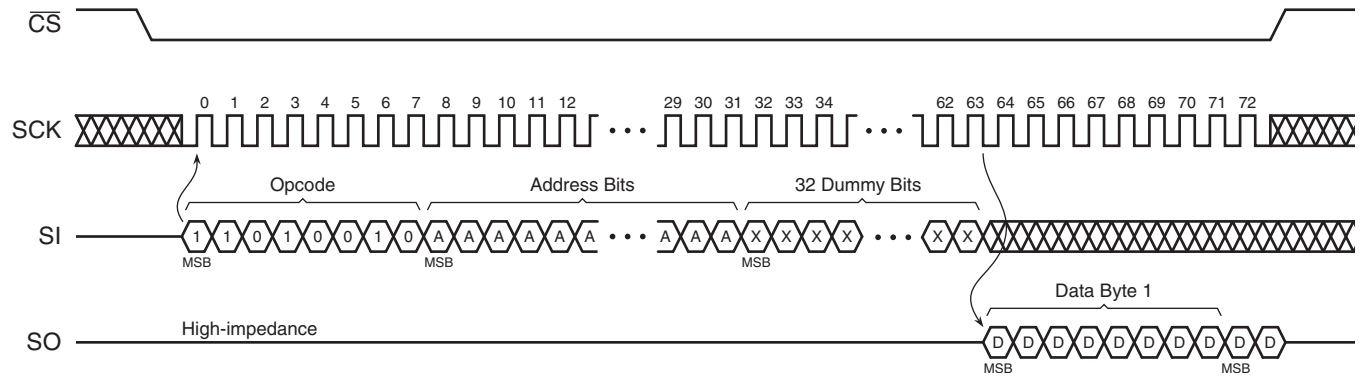 CS
0 1 2 3 4 5 6 7 8 9 10 11 12 29 30 31 32 33 34 62 63 64 65 66 67 68 69 70 71 72
SCK
Opcode Address Bits 32 Dummy Bits
SI 1 1 0 1 0 0 1 0 A A A A A A A A A X X X X X X
MSB MSB MSB
Data Byte 1
High-impedance
SO D D D D D D D D D D
MSB MSB